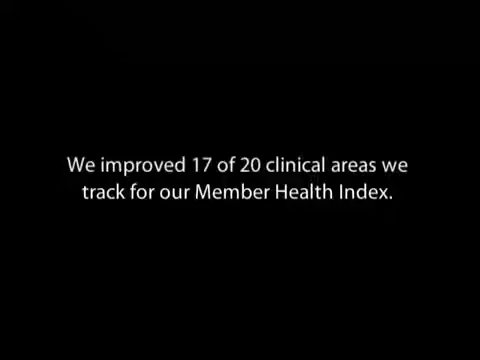 We improved 17 of 20 clinical areas we
track for our Member Health Index.